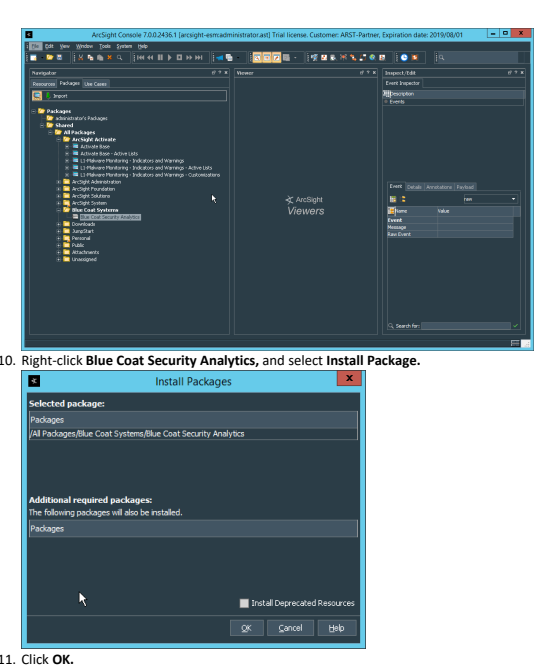 ArcSight Console 7.0.0.2436.1 [arcsight-esmcadministrator.ast] Trial license. Customer: ARST-Partner, Expiration date: 2019/08/01
File Edit View Window Tools System Help
Navigator
Resources Packages Use Cases
Import
Packages
administrator's Packages
Shared
All Packages
ArcSight Activate
Activate Base
Activate Base - Active Lists
L1-Malware Monitoring - Indicators and Warnings
L1-Malware Monitoring - Indicators and Warnings - Active Lists
L1-Malware Monitoring - Indicators and Warnings - Customizations
ArcSight Administration
ArcSight Foundation
ArcSight Solutions
ArcSight System
Blue Coat Systems
Blue Coat Security Analytics
Downloads
JumpStart
Personal
Public
Attachments
Unassigned
Viewer
ArcSight
Viewers
Inspect/Edit
Event Inspector
Description
Events
Event Details Annotations Payload
raw
Name Value
Event
Message
Raw Event
Search for:
10. Right-click Blue Coat Security Analytics, and select Install Package.
Install Packages
X
Selected package:
Packages
/All Packages/Blue Coat Systems/Blue Coat Security Analytics
Additional required packages:
The following packages will also be installed.
Packages
Install Deprecated Resources
OK Cancel Help
11. Click OK.